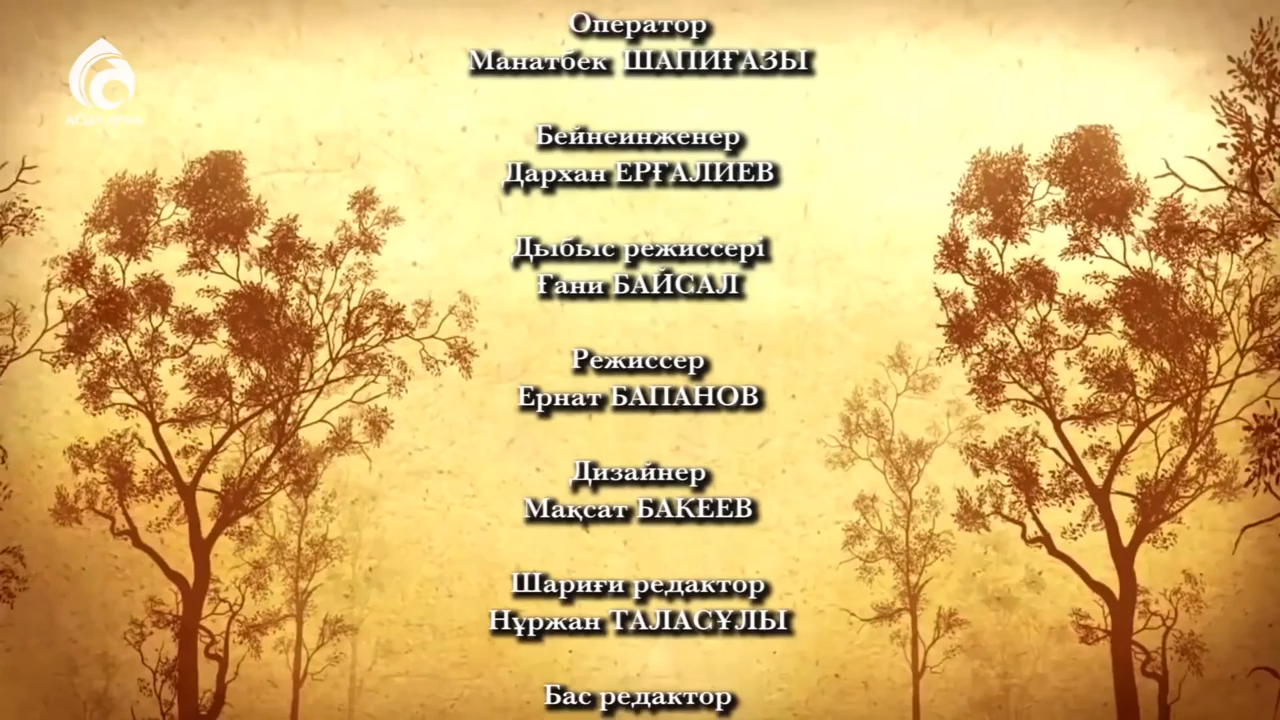 Оператор
Манатбек ШАПИҒАЗЫ
Бейнеинженер
Дархан ЕРҒАЛИЕВ
Дыбыс режиссері
Ғани БАЙСАЛ
Режиссер
Ернат БАПАНОВ
Дизайнер
Мақсат БАКЕЕВ
Шариғи редактор
Нұржан ТАЛАСҰЛЫ
Бас редактор